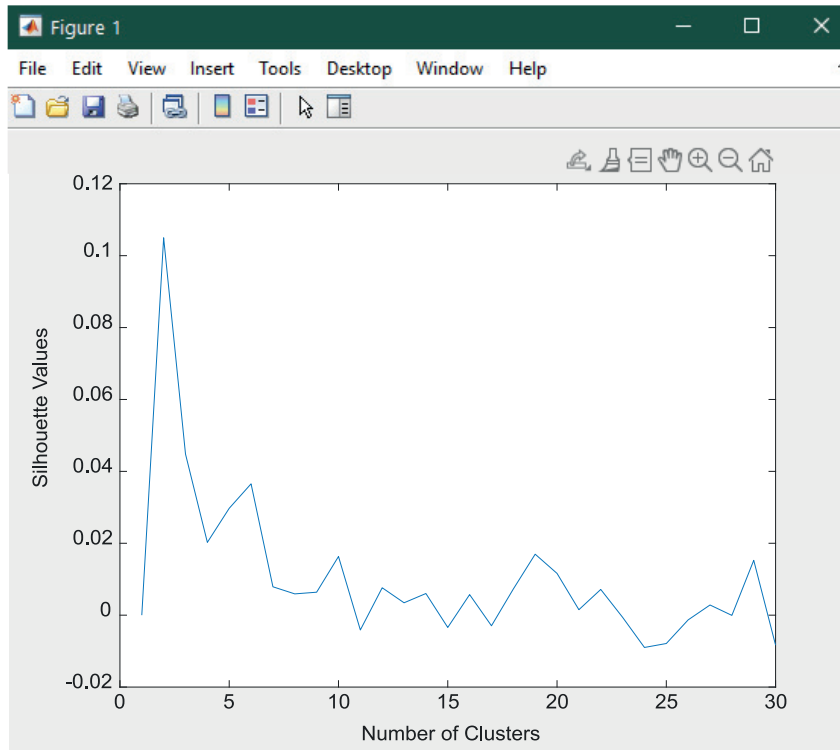 Figure 1
File Edit View Insert Tools Desktop Window Help
0.12
0.1
0.08
0.06
0.04
0.02
0
-0.02
Silhouette Values
0 5 10 15 20 25 30
Number of Clusters